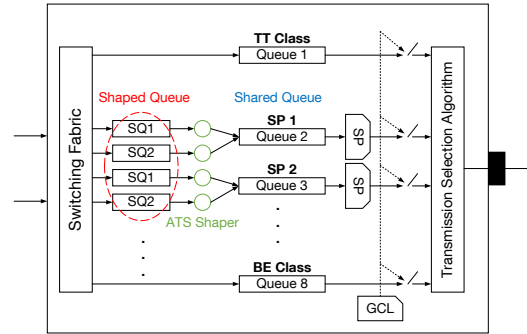 TT Class
Queue 1
Shaped Queue
Shared Queue
SP 1
SQ1
Queue 2
SP
SQ2
SP 2
SQ1
Queue 3
SP
SQ2
ATS Shaper
BE Class
Queue 8
GCL
Switching Fabric
Transmission Selection Algorithm